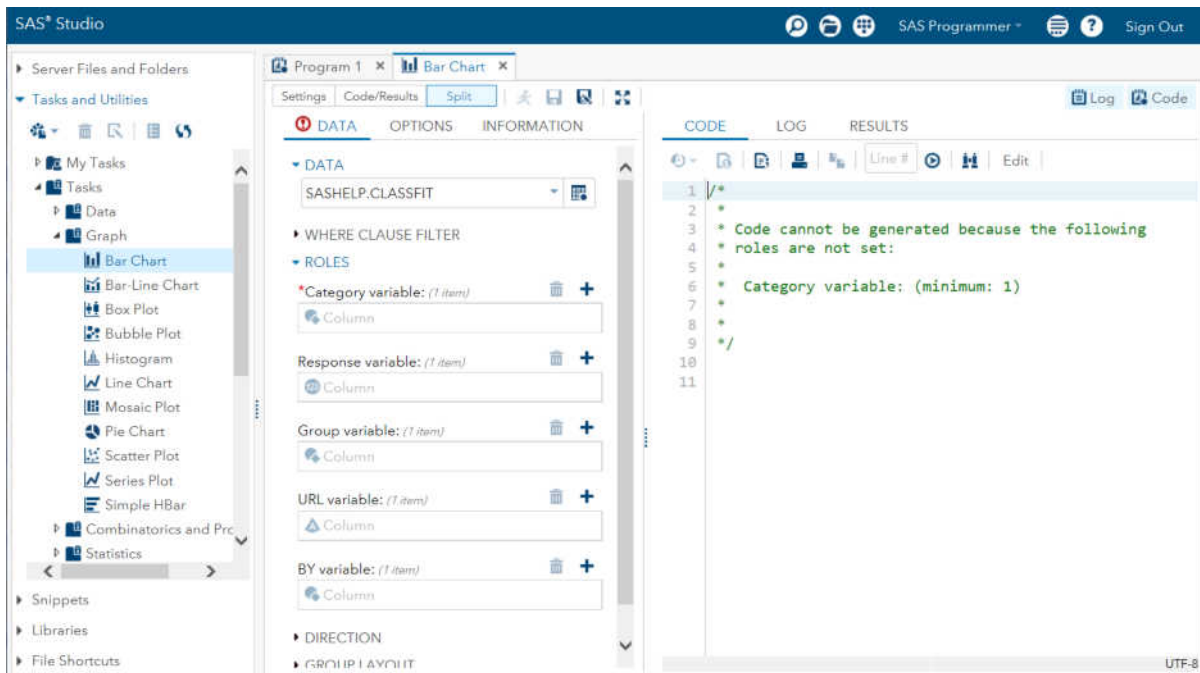 SAS® Studio
SAS Programmer
Sign Out
Server Files and Folders
Tasks and Utilities
My Tasks
Tasks
Data
Graph
Bar Chart
Bar-Line Chart
Box Plot
Bubble Plot
Histogram
Line Chart
Mosaic Plot
Pie Chart
Scatter Plot
Series Plot
Simple HBar
Combinatorics and Pro
Statistics
Snippets
Libraries
File Shortcuts
Program 1
Bar Chart
Settings Code/Results Split
Log Code
DATA OPTIONS INFORMATION
DATA
SASHELP.CLASSFIT
WHERE CLAUSE FILTER
ROLES
*Category variable: (1 item)
Column
Response variable: (1 item)
Column
Group variable: (1 item)
Column
URL variable: (1 item)
Column
BY variable: (1 item)
Column
DIRECTION
GROUP LAYOUT
CODE LOG RESULTS
Line # Edit
1 /*
2 *
3 * Code cannot be generated because the following
4 * roles are not set:
5 *
6 * Category variable: (minimum: 1)
7 *
8 *
9 */
10
11
UTF-8